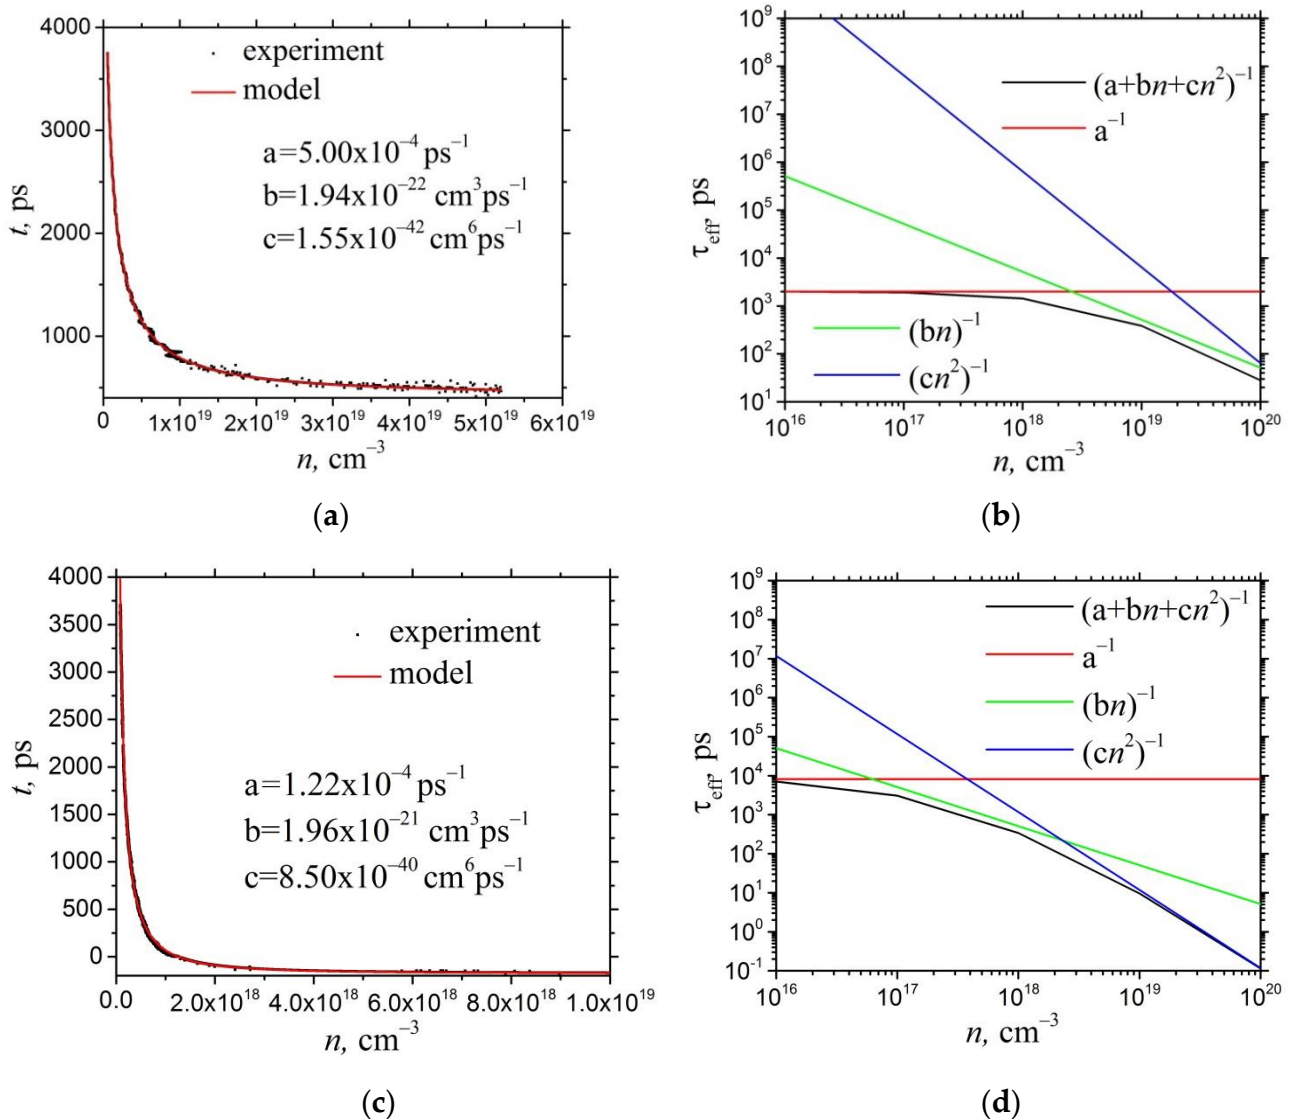 4000
3000
2000
1000
t, ps
experiment
model
a=5.00x10⁻⁴ ps⁻¹
b=1.94x10⁻²² cm³ps⁻¹
c=1.55x10⁻⁴² cm⁶ps⁻¹
0 1x10¹⁹ 2x10¹⁹ 3x10¹⁹ 4x10¹⁹ 5x10¹⁹ 6x10¹⁹
n, cm⁻³
(a)
10⁹
10⁸
10⁷
10⁶
10⁵
10⁴
10³
10²
10¹
τeff, ps
(a+bn+cn²)⁻¹
a⁻¹
(bn)⁻¹
(cn²)⁻¹
10¹⁶ 10¹⁷ 10¹⁸ 10¹⁹ 10²⁰
n, cm⁻³
(b)
4000
3500
3000
2500
2000
1500
1000
500
0
t, ps
experiment
model
a=1.22x10⁻⁴ ps⁻¹
b=1.96x10⁻²¹ cm³ps⁻¹
c=8.50x10⁻⁴⁰ cm⁶ps⁻¹
0.0 2.0x10¹⁸ 4.0x10¹⁸ 6.0x10¹⁸ 8.0x10¹⁸ 1.0x10¹⁹
n, cm⁻³
(c)
10⁹
10⁸
10⁷
10⁶
10⁵
10⁴
10³
10²
10¹
10⁰
10⁻¹
τeff, ps
(a+bn+cn²)⁻¹
a⁻¹
(bn)⁻¹
(cn²)⁻¹
10¹⁶ 10¹⁷ 10¹⁸ 10¹⁹ 10²⁰
n, cm⁻³
(d)